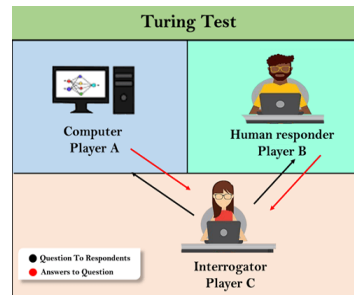 Turing Test
Computer
Player A
Human responder
Player B
Interrogator
Player C
Question To Respondents
Answers to Question